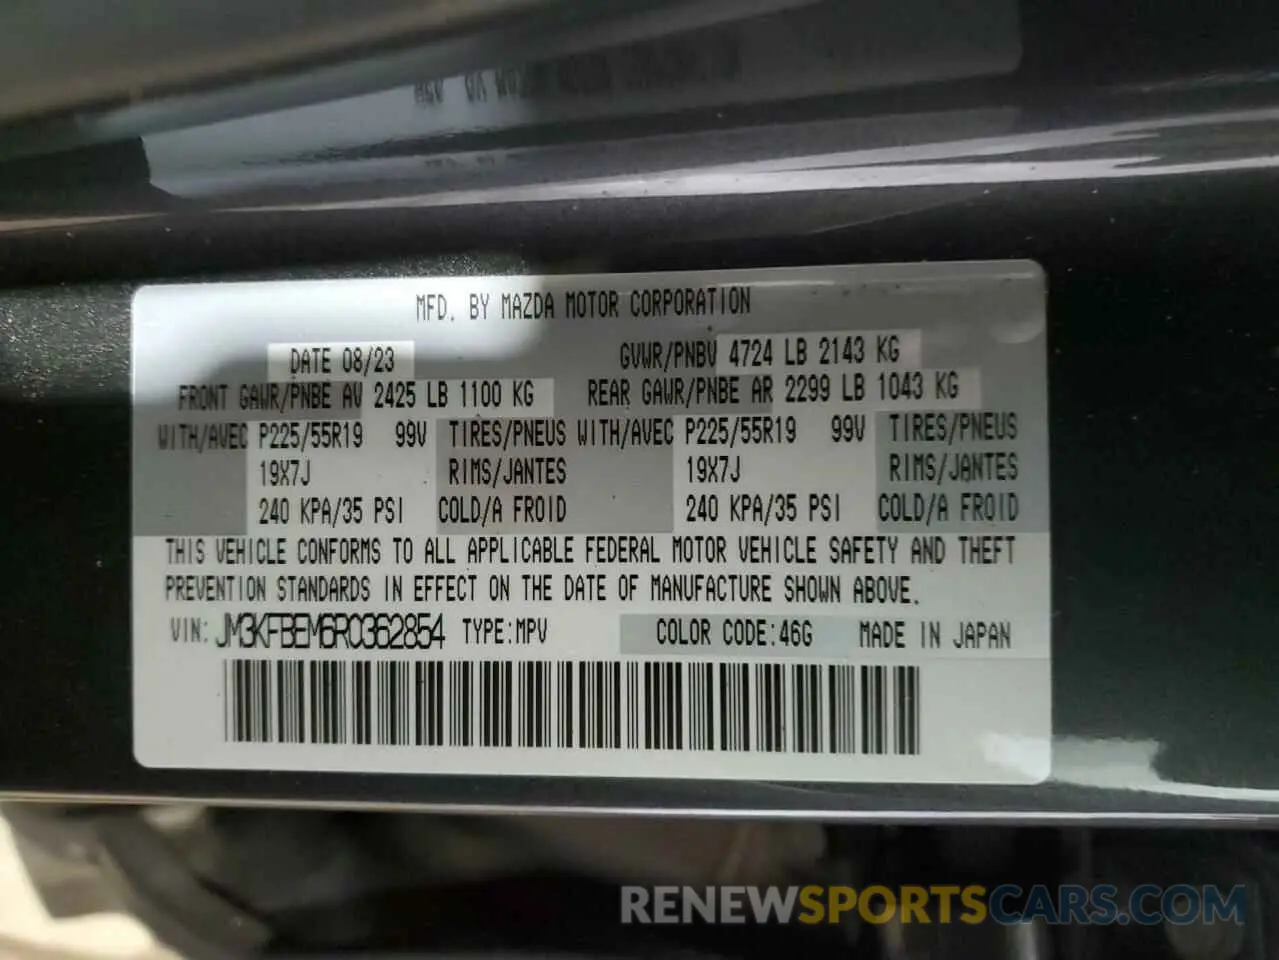 MFD. BY MAZDA MOTOR CORPORATION
DATE 08/23 GVWR/PNBV 4724 LB 2143 KG
FRONT GAWR/PNBE AV 2425 LB 1100 KG REAR GAWR/PNBE AR 2299 LB 1043 KG
WITH/AVEC P225/55R19 99V TIRES/PNEUS WITH/AVEC P225/55R19 99V TIRES/PNEUS
19X7J RIMS/JANTES 19X7J RIMS/JANTES
240 KPA/35 PSI COLD/A FROID 240 KPA/35 PSI COLD/A FROID
THIS VEHICLE CONFORMS TO ALL APPLICABLE FEDERAL MOTOR VEHICLE SAFETY AND THEFT
PREVENTION STANDARDS IN EFFECT ON THE DATE OF MANUFACTURE SHOWN ABOVE.
VIN: JM3KFBEM6R0362854 TYPE:MPV COLOR CODE:46G MADE IN JAPAN
RENEWSPORTSCARS.COM